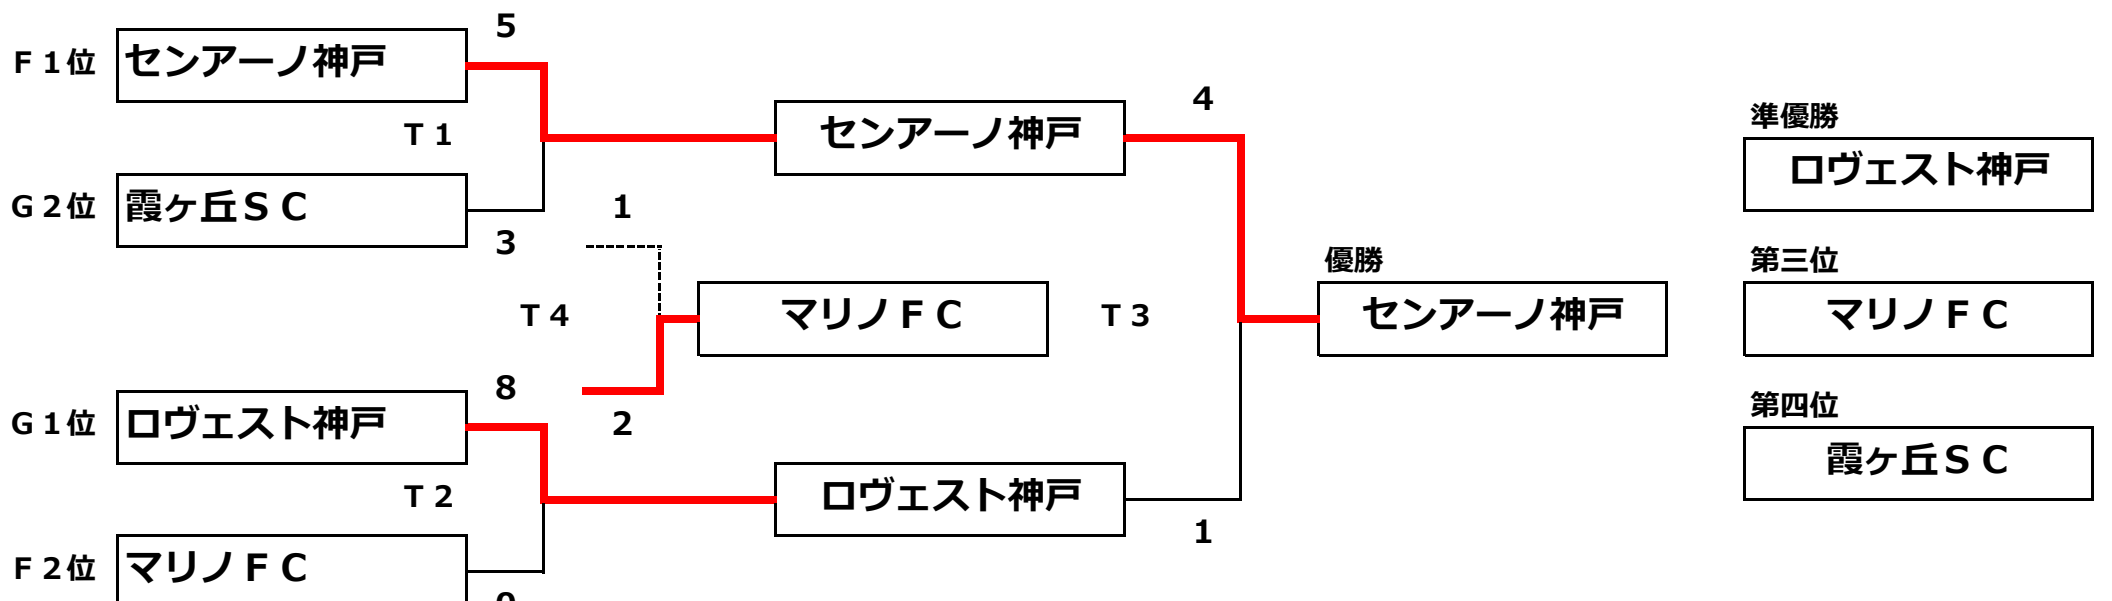 5
F1位 センアーノ神戸
T1
G2位 霞ヶ丘SC
3
センアーノ神戸
4
1
T4
マリノFC
2
T3
優勝
センアーノ神戸
8
G1位 ロヴェスト神戸
T2
F2位 マリノFC
ロヴェスト神戸
1
準優勝
ロヴェスト神戸
第三位
マリノFC
第四位
霞ヶ丘SC